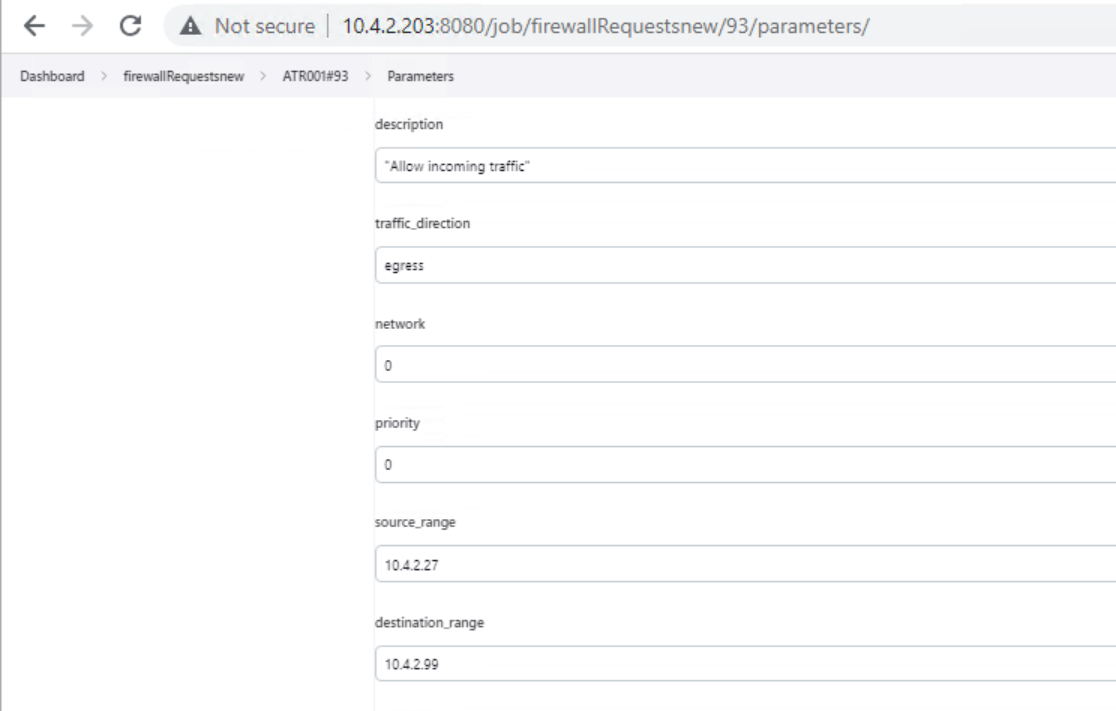 Not secure | 10.4.2.203:8080/job/firewallRequestsnew/93/parameters/
Dashboard > firewallRequestsnew > ATR001#93 > Parameters
description
"Allow incoming traffic"
traffic_direction
egress
network
0
priority
0
source_range
10.4.2.27
destination_range
10.4.2.99